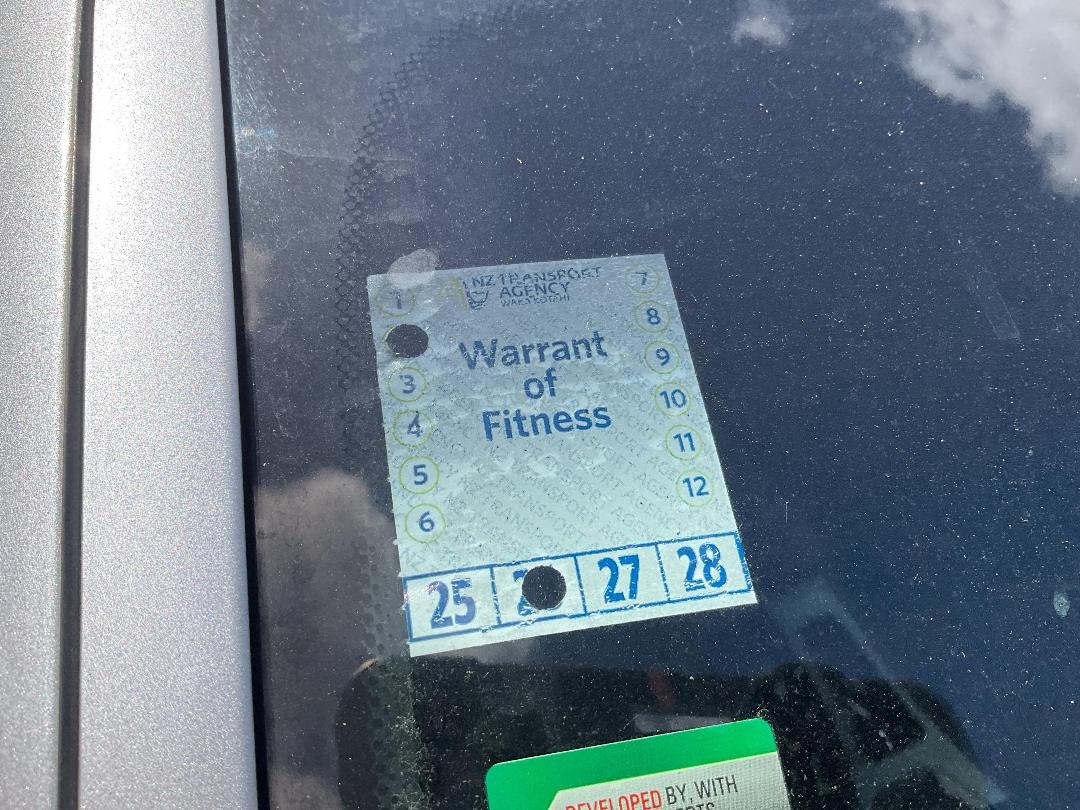 NZ TRANSPORT
AGENCY
WAKA KOTAHI
1
7
8
Warrant
of
Fitness
3
9
4
10
5
11
6
12
25
27
28
DEVELOPED BY, WITH